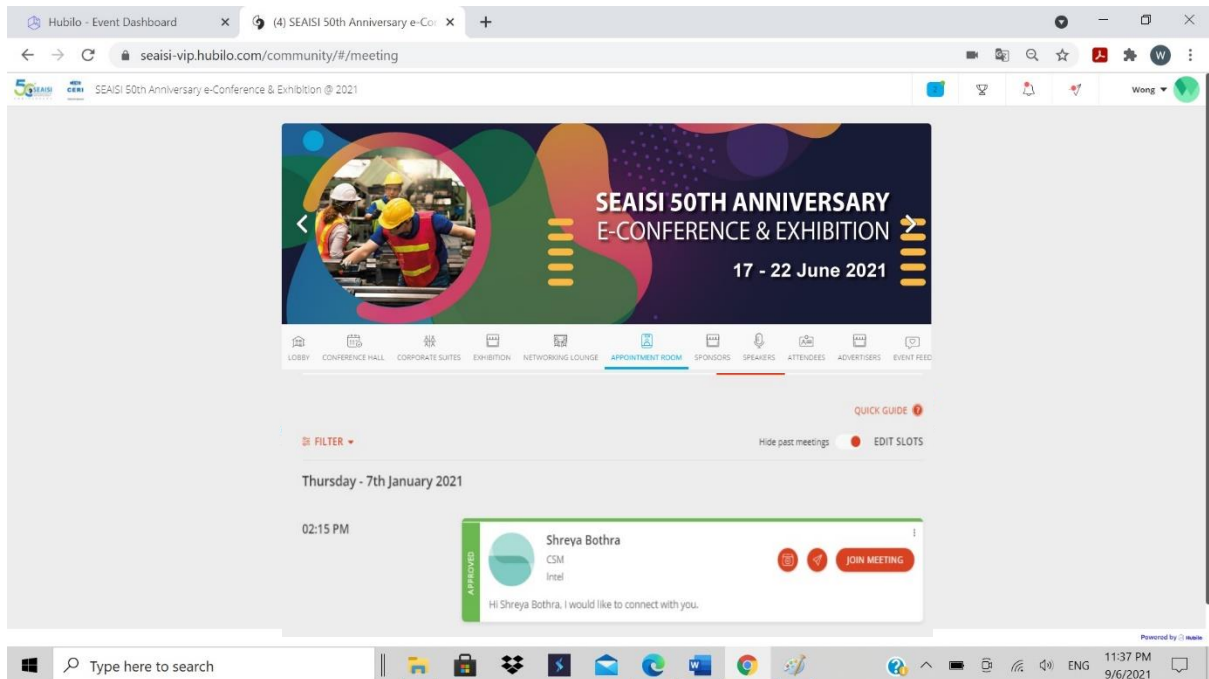 Hubilo - Event Dashboard
(4) SEAISI 50th Anniversary e-Co
seaisi-vip.hubilo.com/community/#/meeting
W
50 SEAISI
CERI
SEAISI 50th Anniversary e-Conference & Exhibition @ 2021
Wong
SEAISI 50TH ANNIVERSARY
E-CONFERENCE & EXHIBITION
17 - 22 June 2021
LOBBY CONFERENCE HALL CORPORATE SUITES EXHIBITION NETWORKING LOUNGE APPOINTMENT ROOM SPONSORS SPEAKERS ATTENDEES ADVERTISERS EVENT FEED
QUICK GUIDE ?
FILTER Hide past meetings EDIT SLOTS
Thursday - 7th January 2021
02:15 PM
APPROVED
Shreya Bothra
CSM
Intel
JOIN MEETING
Hi Shreya Bothra, I would like to connect with you.
Powered by hubilo
Type here to search
ENG
11:37 PM
9/6/2021